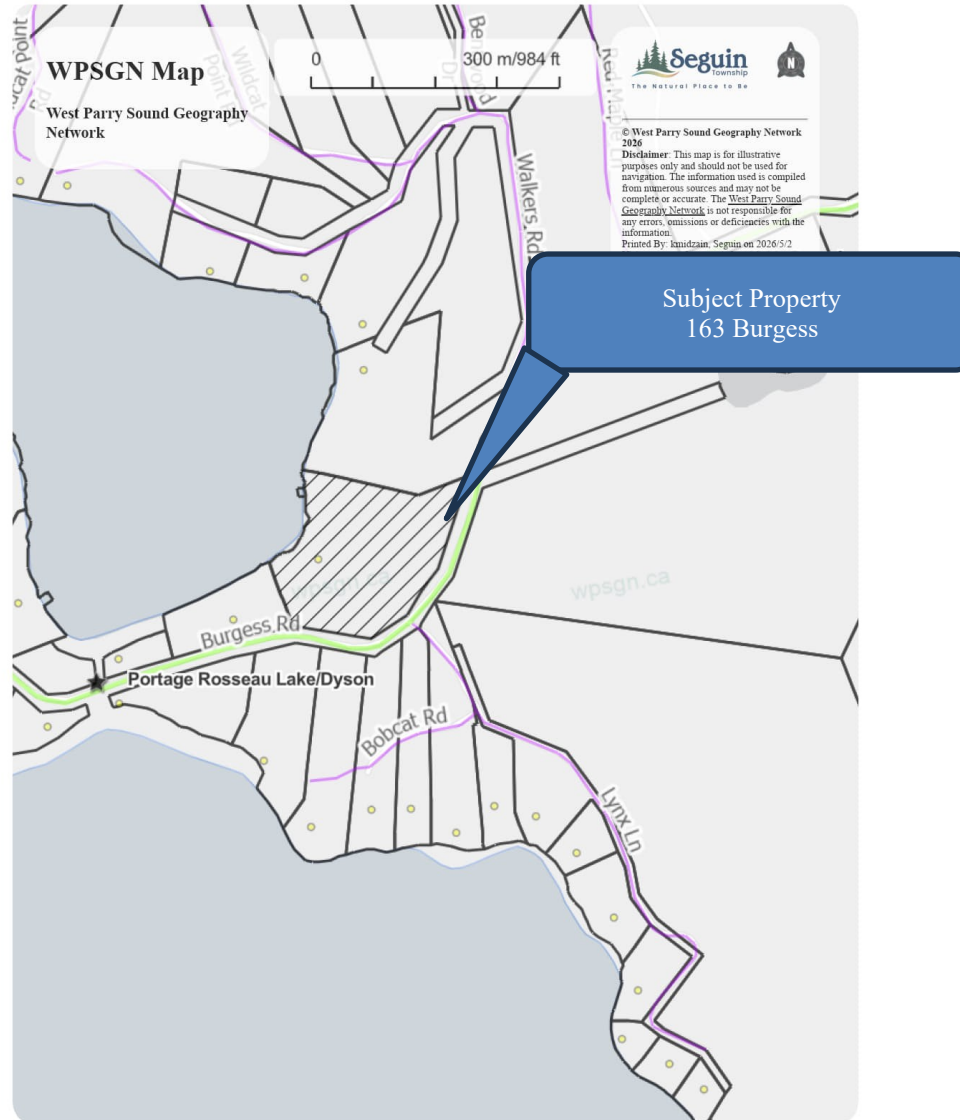 WPSGN Map
West Parry Sound Geography
Network
0
300 m/984 ft
Seguin
Township
The Natural Place to Be
N
© West Parry Sound Geography Network
2026
Disclaimer: This map is for illustrative
purposes only and should not be used for
navigation. The information used is compiled
from numerous sources and may not be
complete or accurate. The West Parry Sound
Geography Network is not responsible for
any errors, omissions or deficiencies with the
information.
Printed By: kmidzain, Seguin on 2026/5/2
Wildcat
Point
Walkers Rd
Subject Property
163 Burgess
wpsgn.ca
wpsgn.ca
Burgess Rd
Portage Rosseau Lake/Dyson
Bobcat Rd
Lynx Ln